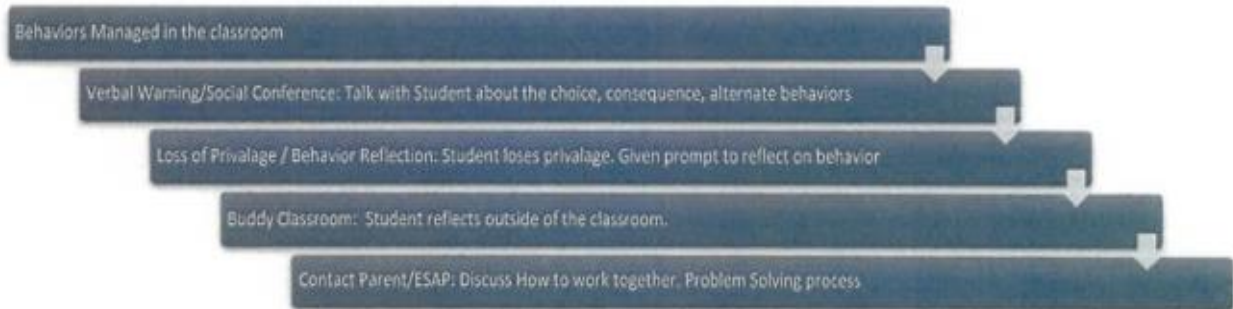 Behaviors Managed in the classroom
Verbal Warning/Social Conference: Talk with Student about the choice, consequence, alternate behaviors
Loss of Privalage / Behavior Reflection. Student loses privalage. Given prompt to reflect on behavior
Buddy Classroom: Student reflects outside of the classroom.
Contact Parent/ESAP: Discuss How to work together. Problem Solving process